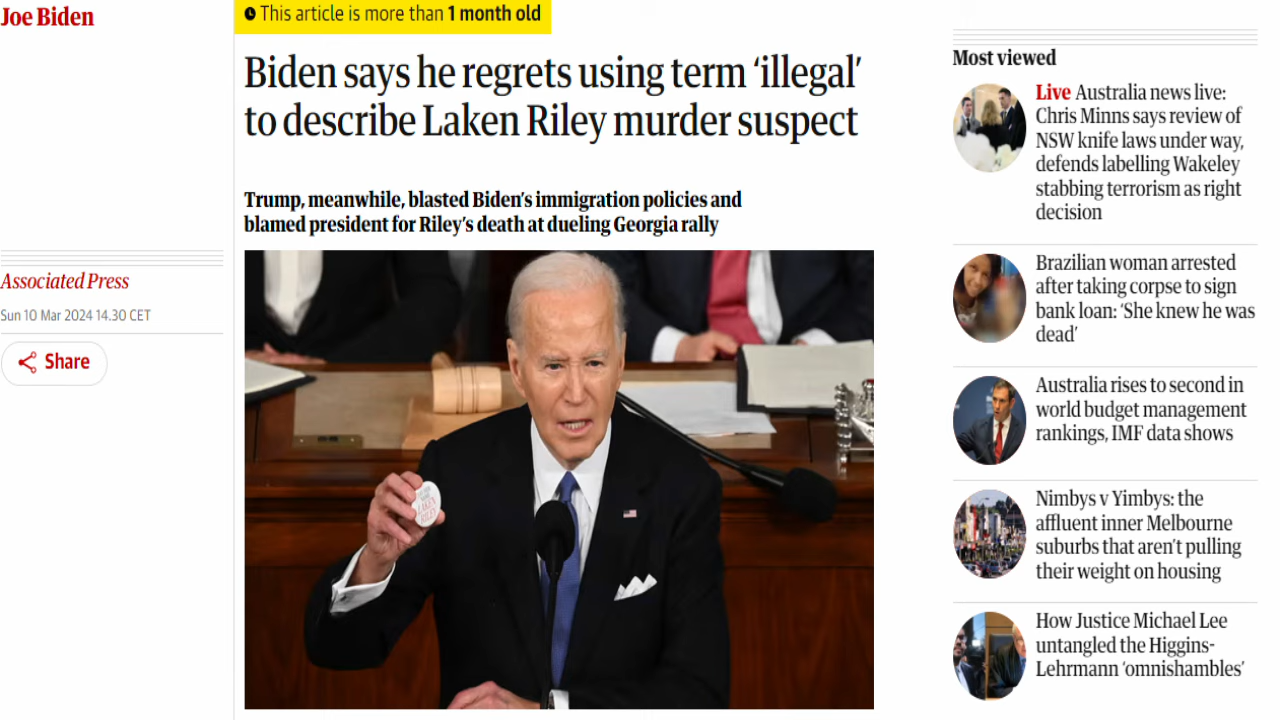 Joe Biden
This article is more than 1 month old
Biden says he regrets using term ‘illegal’
to describe Laken Riley murder suspect
Trump, meanwhile, blasted Biden’s immigration policies and
blamed president for Riley’s death at dueling Georgia rally
Associated Press
Sun 10 Mar 2024 14.30 CET
Share
LAKEN
RILEY
Most viewed
Live Australia news live:
Chris Minns says review of
NSW knife laws under way,
defends labelling Wakeley
stabbing terrorism as right
decision
Brazilian woman arrested
after taking corpse to sign
bank loan: ‘She knew he was
dead’
Australia rises to second in
world budget management
rankings, IMF data shows
Nimbys v Yimbys: the
affluent inner Melbourne
suburbs that aren’t pulling
their weight on housing
How Justice Michael Lee
untangled the Higgins-
Lehrmann ‘omnishambles’